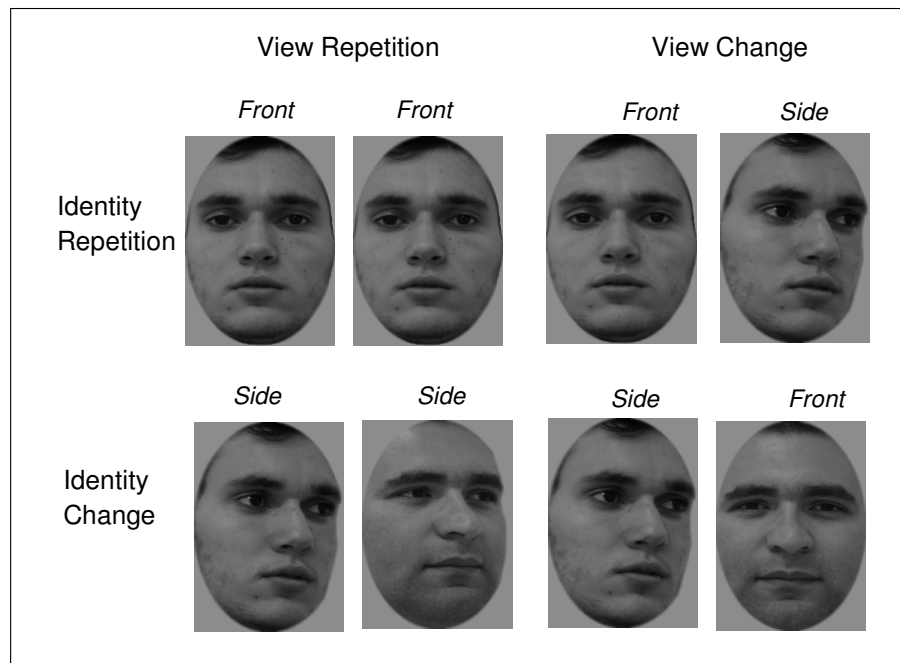 View Repetition View Change
Front Front Front Side
Identity
Repetition
Side Side Side Front
Identity
Change